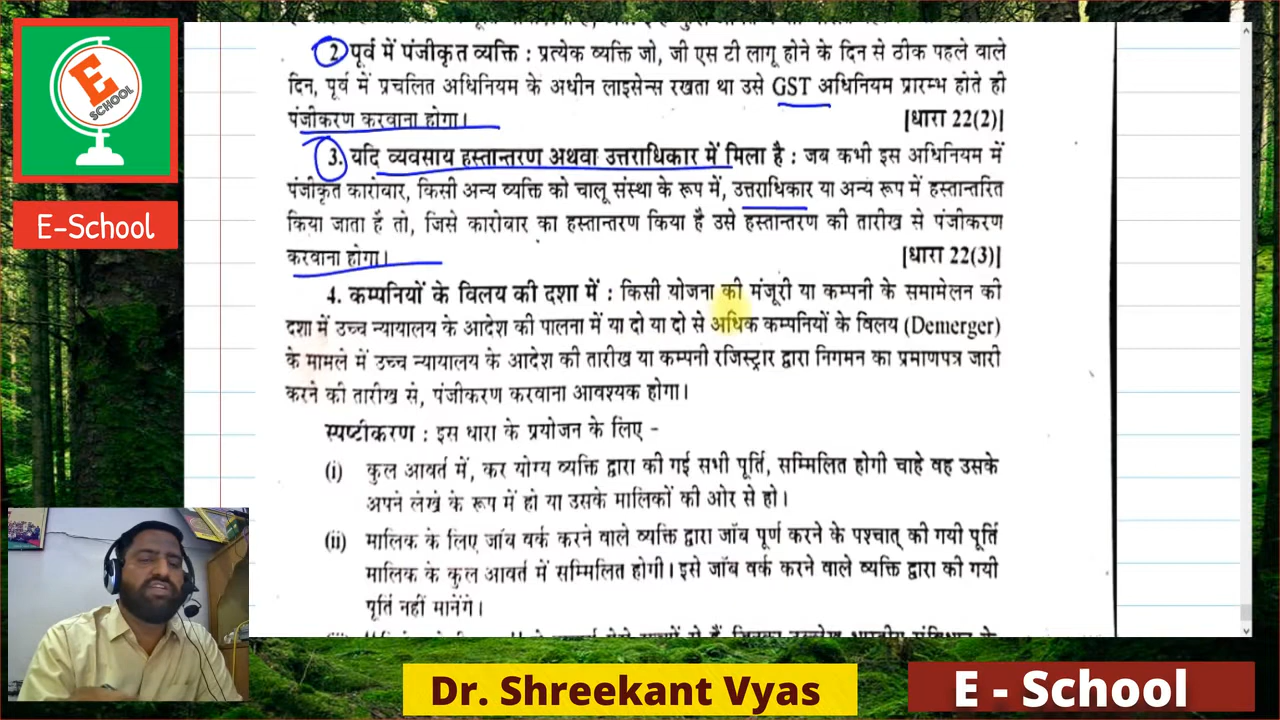 E
SCHOOL
E-School
2. पूर्व में पंजीकृत व्यक्ति : प्रत्येक व्यक्ति जो, जी एस टी लागू होने के दिन से ठीक पहले वाले
दिन, पूर्व में प्रचलित अधिनियम के अधीन लाइसेन्स रखता था उसे GST अधिनियम प्रारम्भ होते ही
पंजीकरण करवाना होगा। [धारा 22(2)]
3. यदि व्यवसाय हस्तान्तरण अथवा उत्तराधिकार में मिला है : जब कभी इस अधिनियम में
पंजीकृत कारोबार, किसी अन्य व्यक्ति को चालू संस्था के रूप में, उत्तराधिकार या अन्य रूप में हस्तान्तरित
किया जाता है तो, जिसे कारोबार का हस्तान्तरण किया है उसे हस्तान्तरण की तारीख से पंजीकरण
करवाना होगा। [धारा 22(3)]
4. कम्पनियों के विलय की दशा में : किसी योजना की मंजूरी या कम्पनी के समामेलन की
दशा में उच्च न्यायालय के आदेश की पालना में या दो या दो से अधिक कम्पनियों के विलय (Demerger)
के मामले में उच्च न्यायालय के आदेश की तारीख या कम्पनी रजिस्ट्रार द्वारा निगमन का प्रमाणपत्र जारी
करने की तारीख से, पंजीकरण करवाना आवश्यक होगा।
स्पष्टीकरण : इस धारा के प्रयोजन के लिए -
(i) कुल आवर्त में, कर योग्य व्यक्ति द्वारा की गई सभी पूर्ति, सम्मिलित होगी चाहे वह उसके
अपने लेखे के रूप में हो या उसके मालिकों की ओर से हो।
(ii) मालिक के लिए जॉब वर्क करने वाले व्यक्ति द्वारा जॉब पूर्ण करने के पश्चात् की गयी पूर्ति
मालिक के कुल आवर्त में सम्मिलित होगी। इसे जॉब वर्क करने वाले व्यक्ति द्वारा की गयी
पूर्ति नहीं मानेंगे।
Dr. Shreekant Vyas
E - School